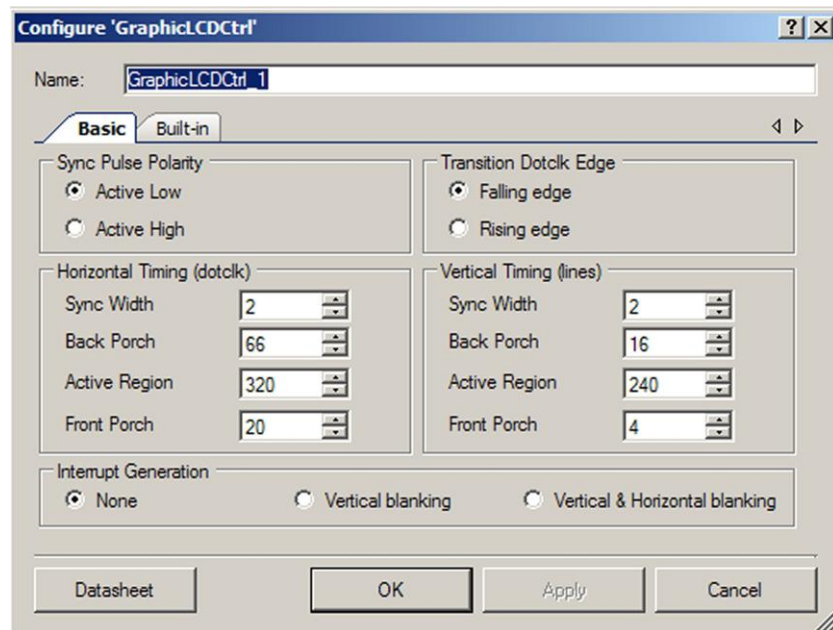 Configure 'GraphicLCDCtrl'
Name: GraphicLCDCtrl_1
Basic Built-in
Sync Pulse Polarity
Active Low
Active High
Transition Dotclk Edge
Falling edge
Rising edge
Horizontal Timing (dotclk)
Sync Width 2
Back Porch 66
Active Region 320
Front Porch 20
Vertical Timing (lines)
Sync Width 2
Back Porch 16
Active Region 240
Front Porch 4
Interrupt Generation
None Vertical blanking Vertical & Horizontal blanking
Datasheet OK Apply Cancel